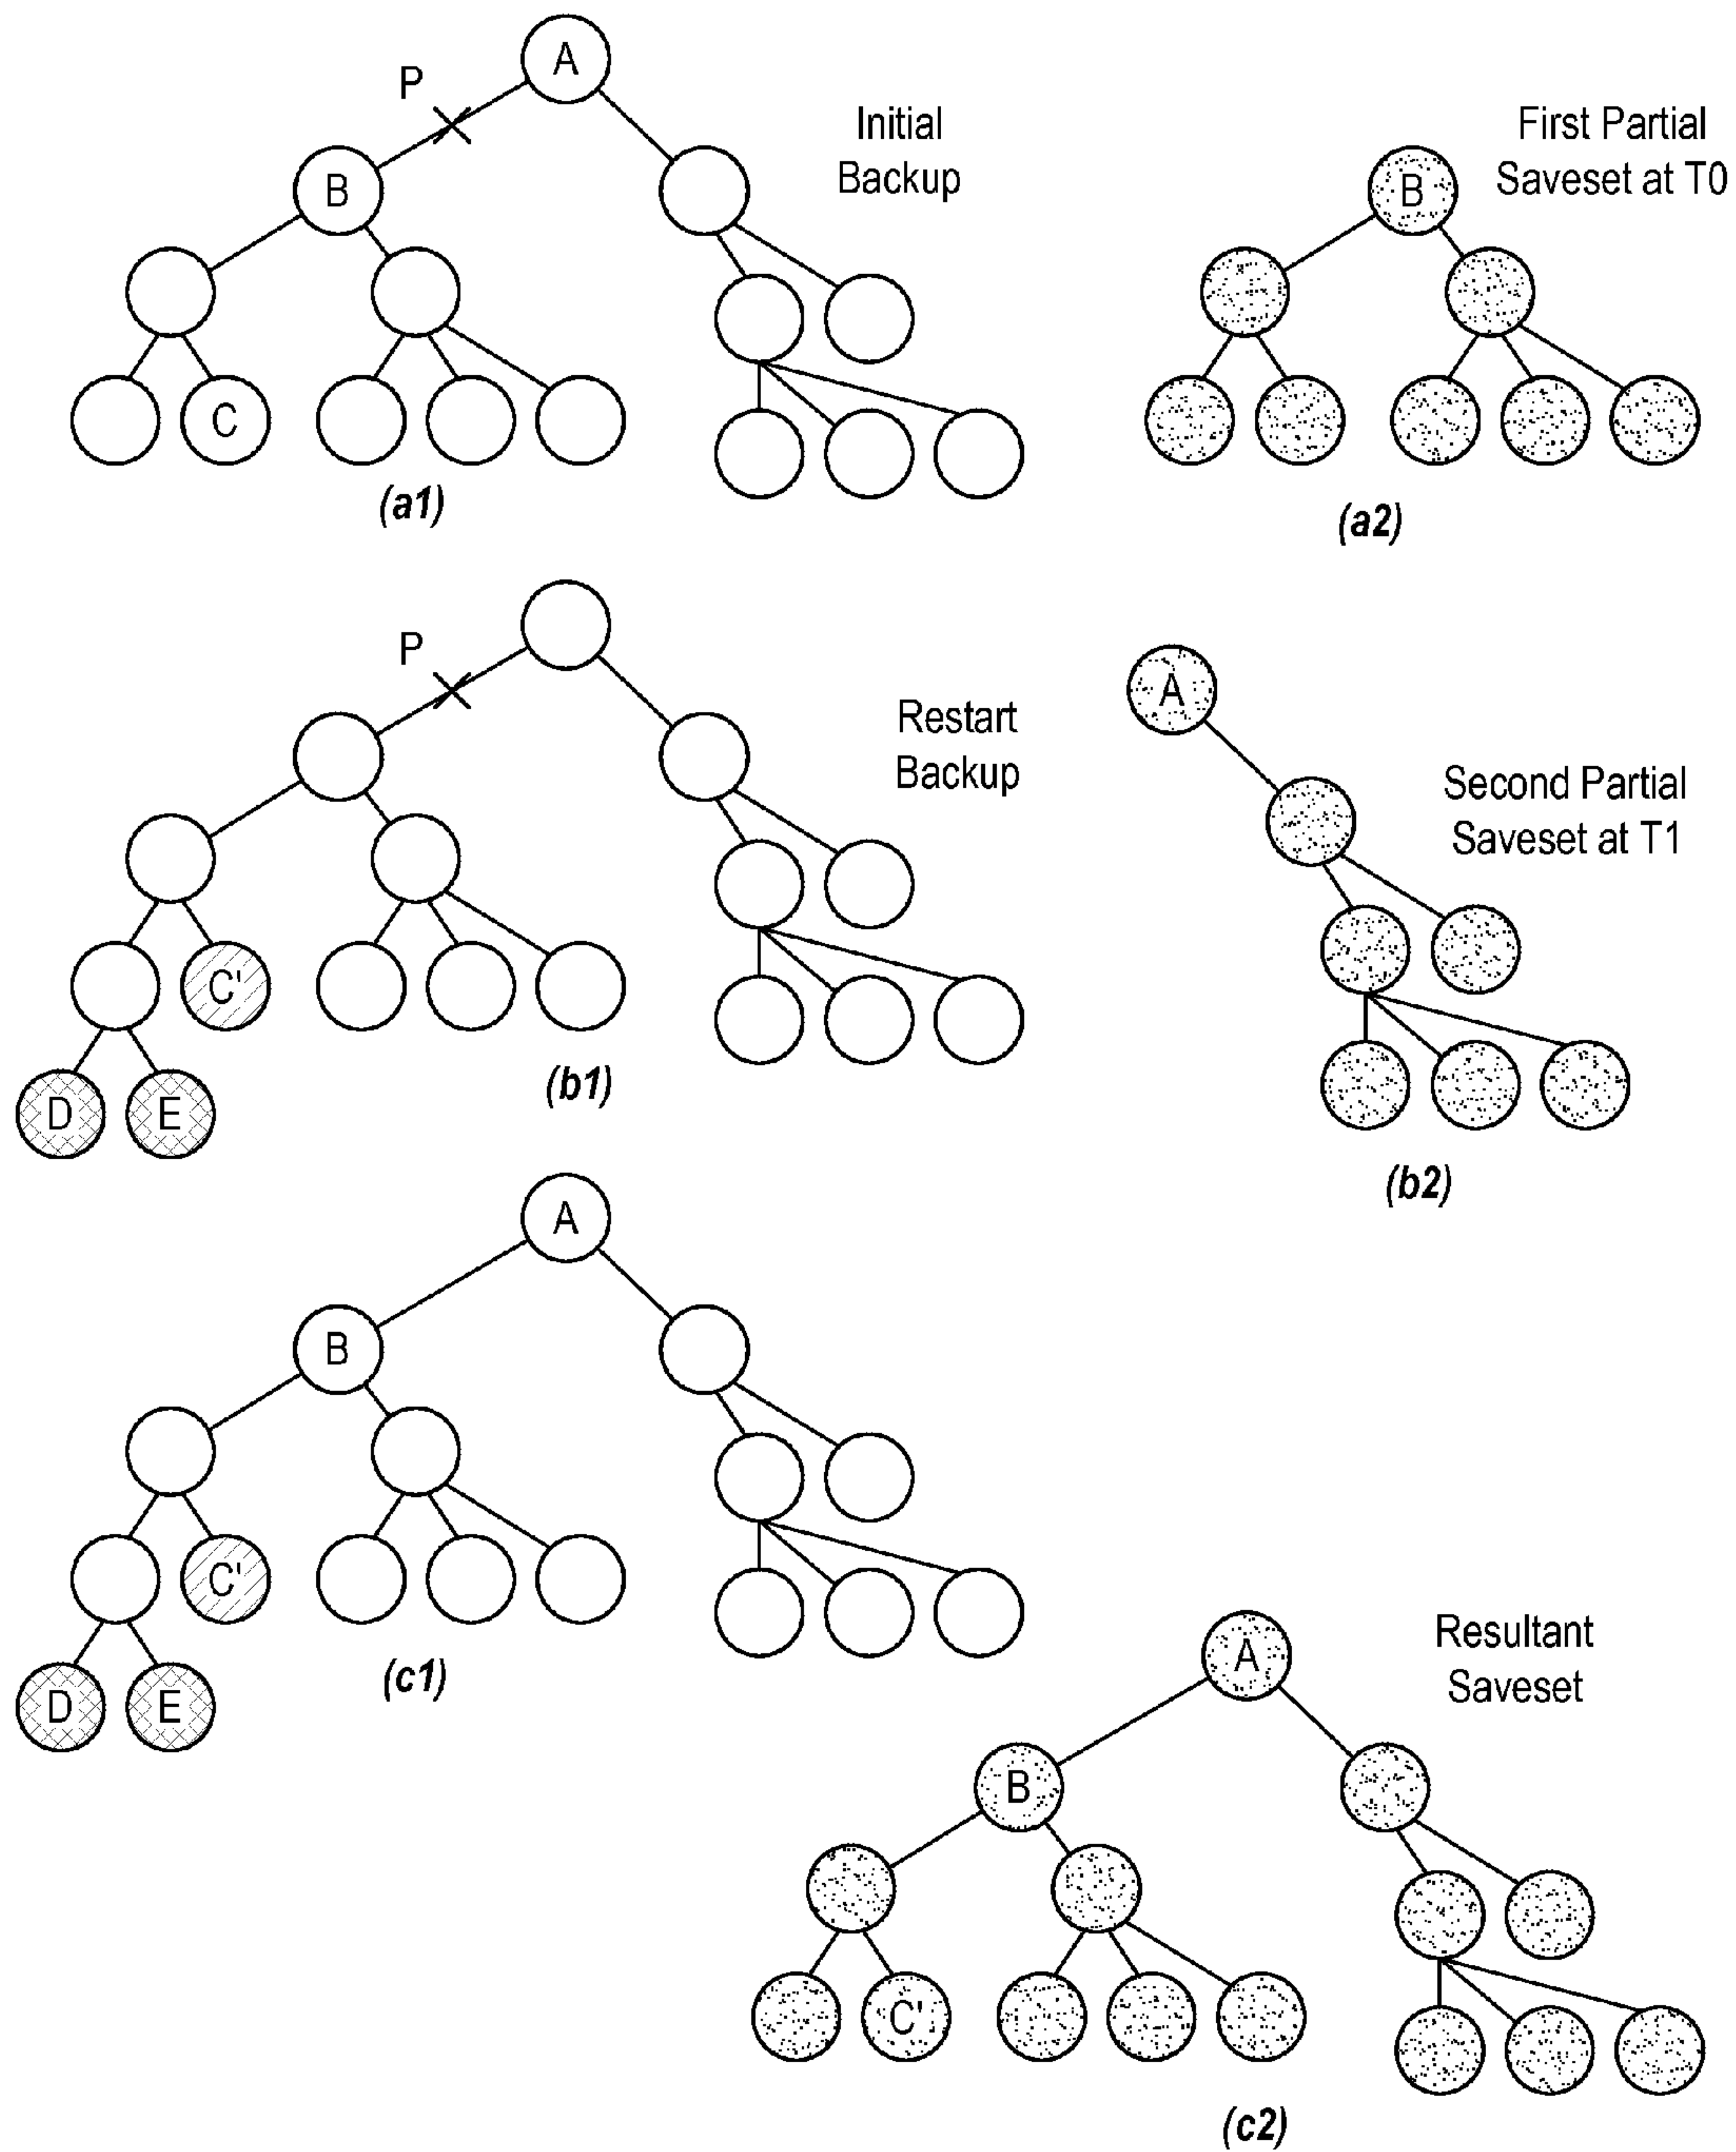 A
P
Initial
Backup
B
C
(a1)
First Partial
Saveset at T0
B
(a2)
P
Restart
Backup
C'
D
E
(b1)
A
Second Partial
Saveset at T1
(b2)
A
B
C'
D
E
(c1)
Resultant
Saveset
A
B
C'
(c2)